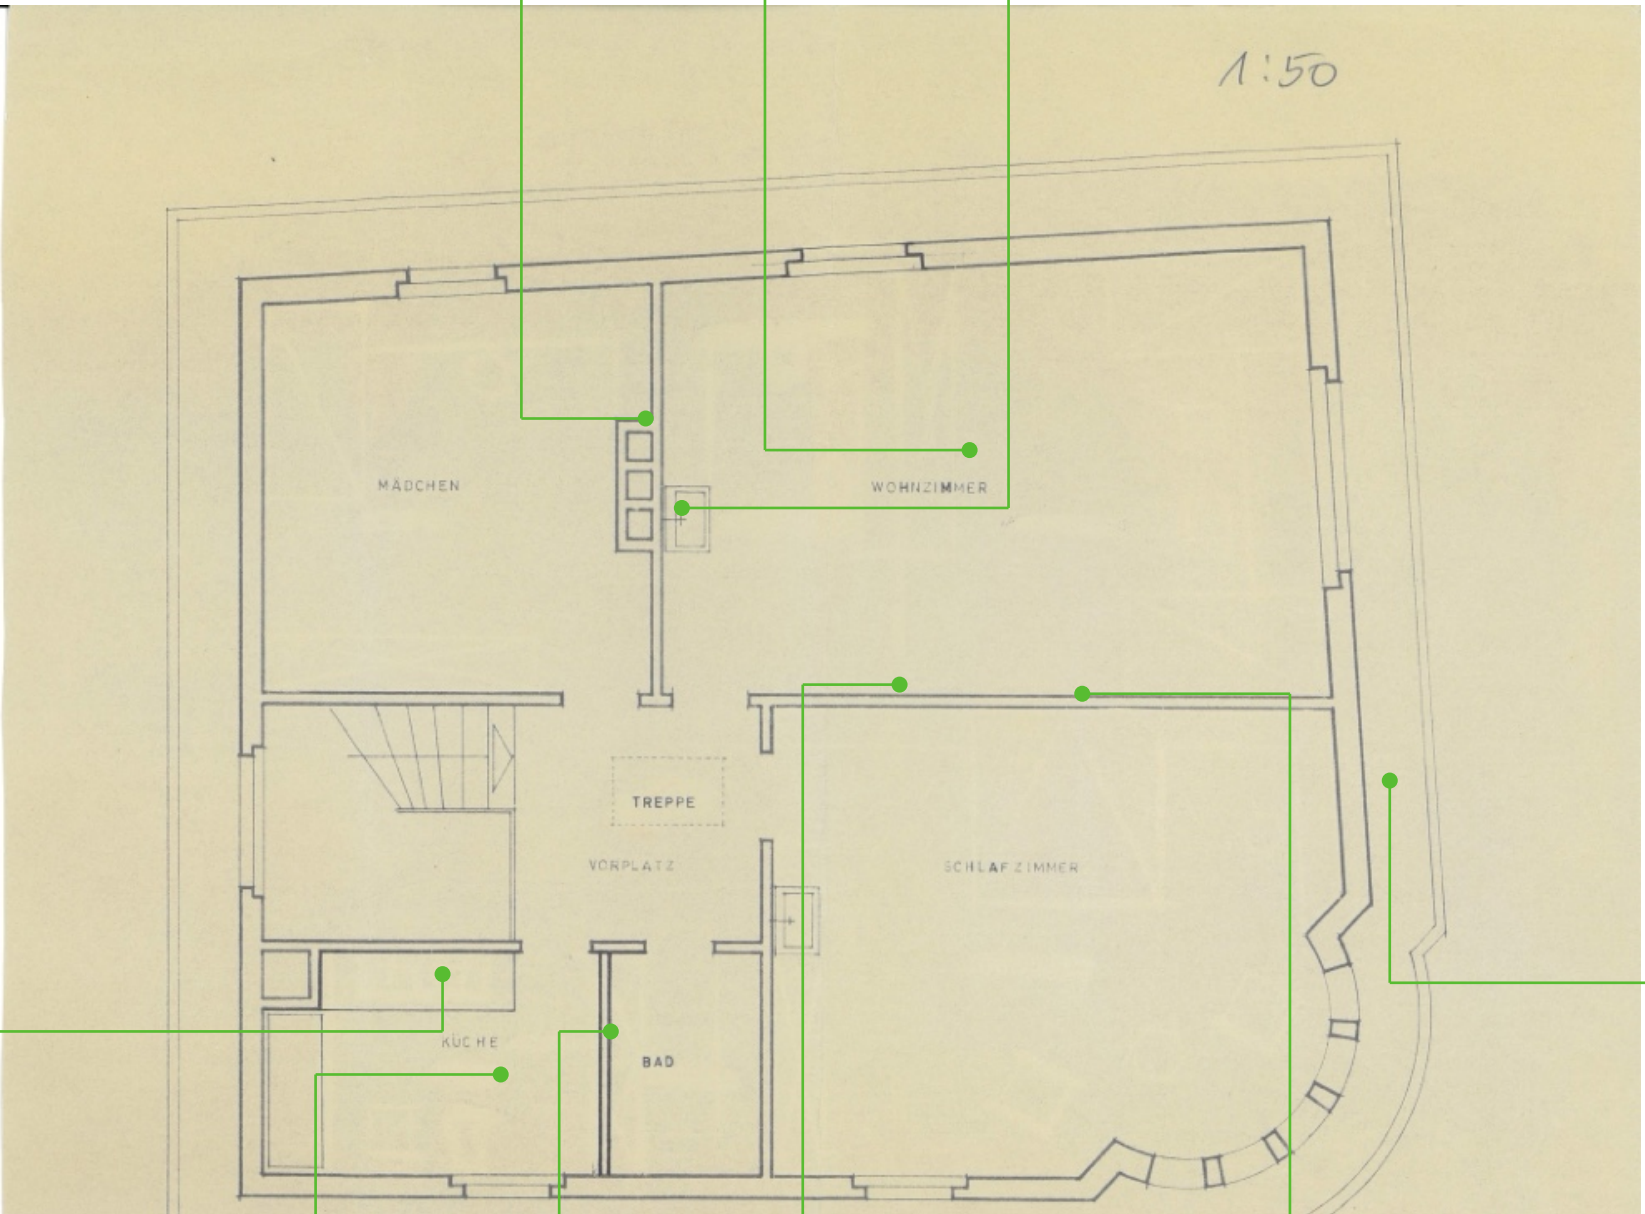 1:50
MÄDCHEN
WOHNZIMMER
TREPPE
VORPLATZ
SCHLAFZIMMER
KÜCHE
BAD